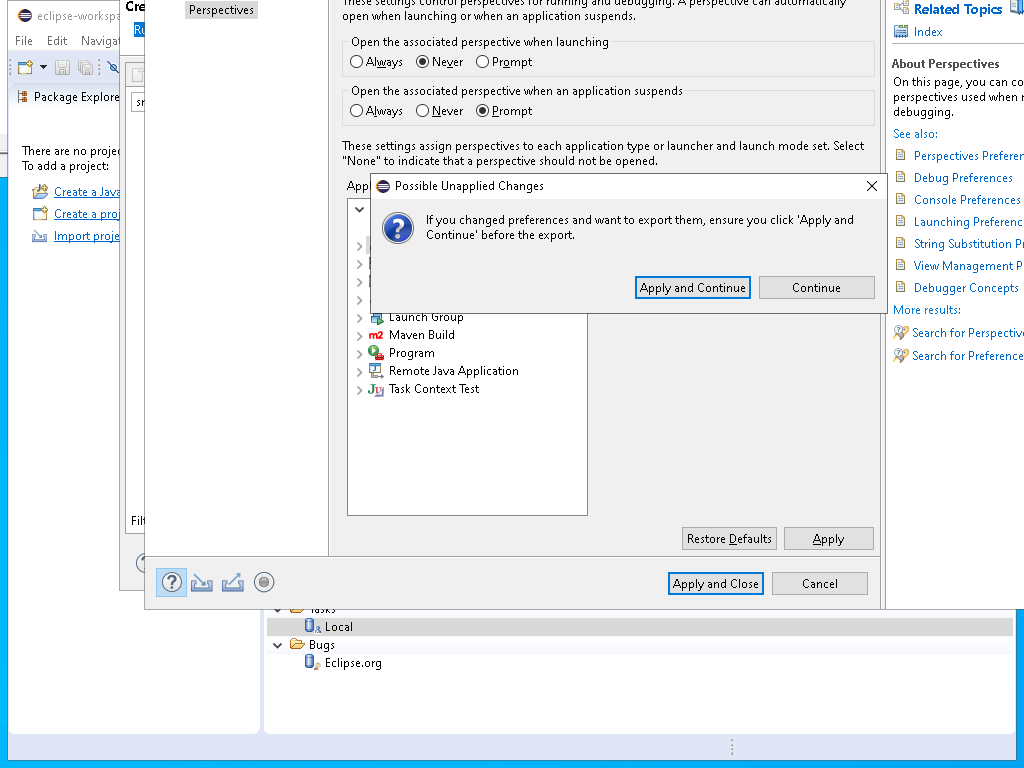 eclipse-workspa
File Edit Navigat
Package Explore
There are no projec
To add a project:
Create a Java
Create a proj
Import proje
Cre
Ru
sr
Filt
Perspectives
These settings control perspectives for running and debugging. A perspective can automatically
open when launching or when an application suspends.
Open the associated perspective when launching
Always Never Prompt
Open the associated perspective when an application suspends
Always Never Prompt
These settings assign perspectives to each application type or launcher and launch mode set. Select
"None" to indicate that a perspective should not be opened.
Appl
Possible Unapplied Changes
If you changed preferences and want to export them, ensure you click 'Apply and
Continue' before the export.
Apply and Continue Continue
Launch Group
m2 Maven Build
Program
Remote Java Application
Task Context Test
Restore Defaults Apply
Apply and Close Cancel
Related Topics
Index
About Perspectives
On this page, you can co
perspectives used when r
debugging.
See also:
Perspectives Preferen
Debug Preferences
Console Preferences
Launching Preferenc
String Substitution Pr
View Management P
Debugger Concepts
More results:
Search for Perspective
Search for Preference
Tasks
Local
Bugs
Eclipse.org